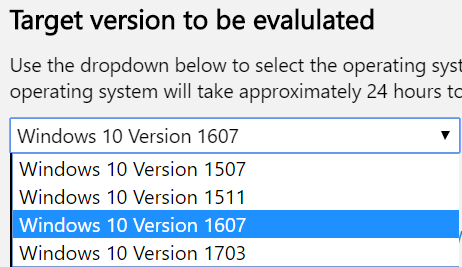 Target version to be evalulated
Use the dropdown below to select the operating syst
operating system will take approximately 24 hours to
Windows 10 Version 1607
Windows 10 Version 1507
Windows 10 Version 1511
Windows 10 Version 1607
Windows 10 Version 1703